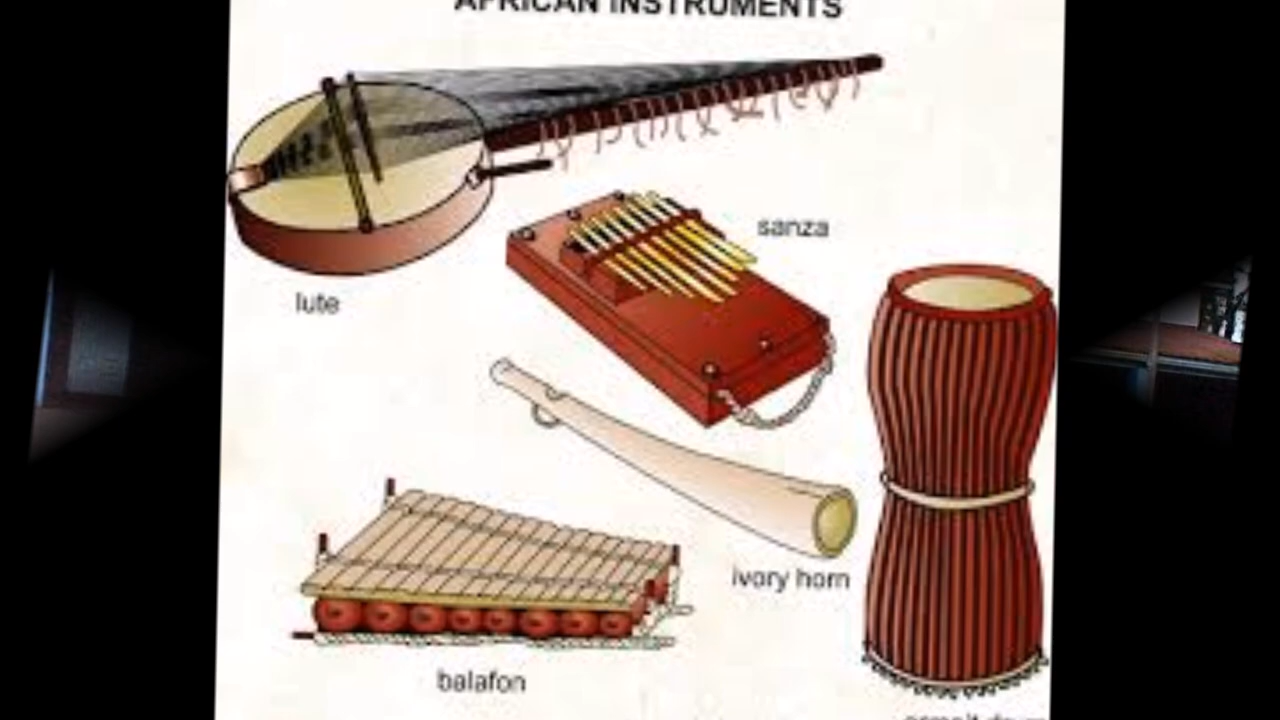 AFRICAN INSTRUMENTS
sanza
lute
ivory horn
balafon